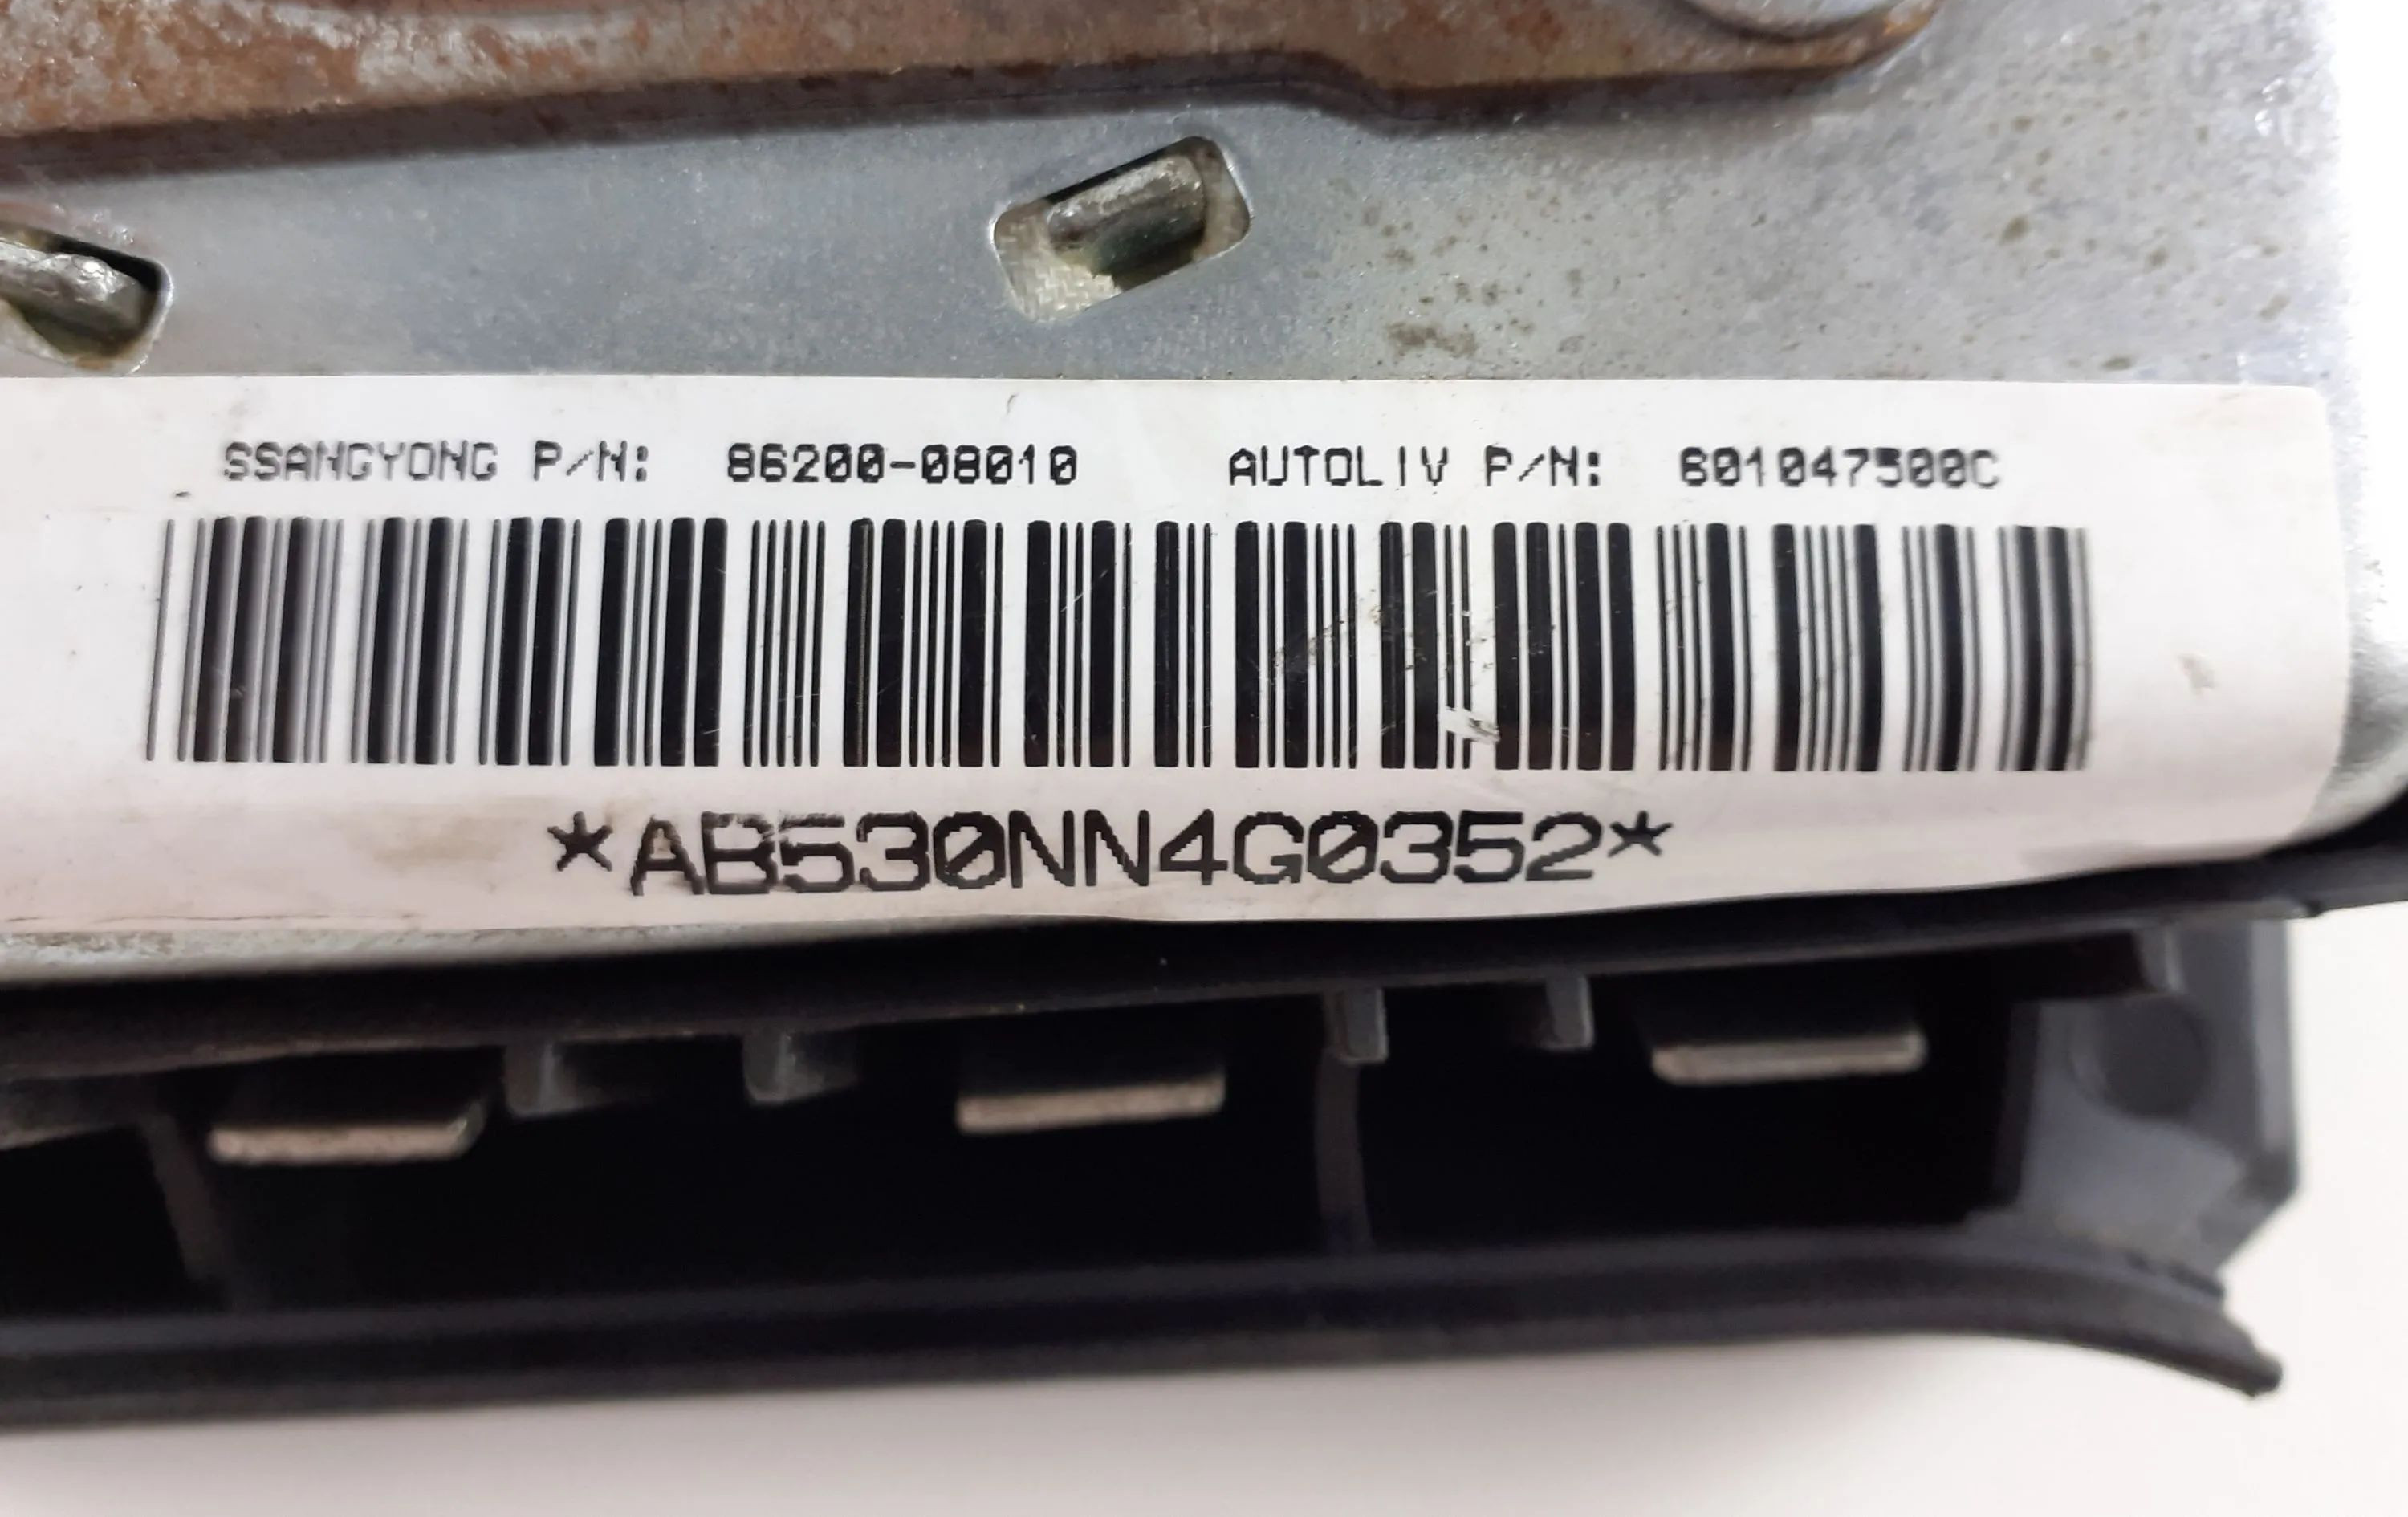 SSANGYONG P/N: 86200-08010 AUTOLIV P/N: 601047500C
*AB530NN4G0352*